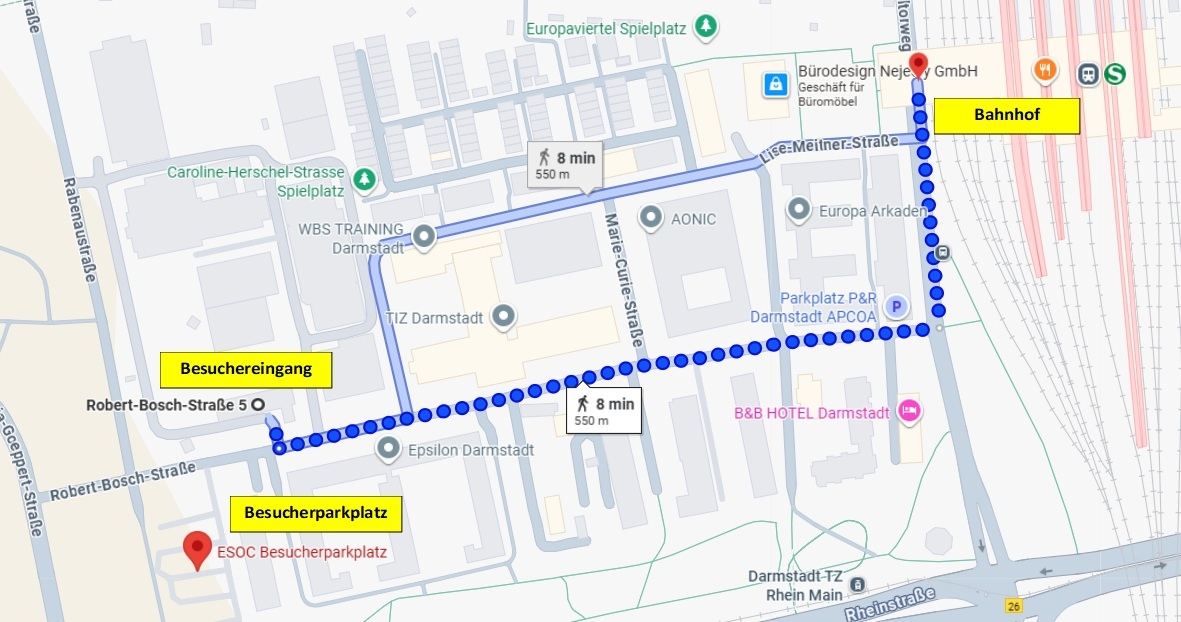 Europaviertel Spielplatz
Bürodesign Nejedly GmbH
Geschäft für
Büromöbel
Bahnhof
8 min
550 m
Lise-Meitner-Straße
Caroline-Herschel-Strasse
Spielplatz
Rabenaustraße
WBS TRAINING
Darmstadt
AONIC
Europa Arkaden
Marie-Curie-Straße
TIZ Darmstadt
Parkplatz P&R
Darmstadt APCOA
P
S
Besuchereingang
Robert-Bosch-Straße 5
8 min
550 m
B&B HOTEL Darmstadt
Epsilon Darmstadt
Robert-Bosch-Straße
Besucherparkplatz
ESOC Besucherparkplatz
Darmstadt TZ
Rhein Main
Rheinstraße
26